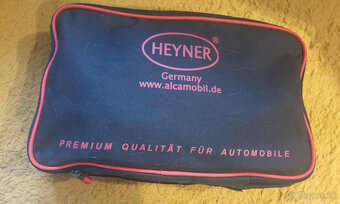 HEYNER®
Germany
www.alcamobil.de
PREMIUM QUALITÄT FÜR AUTOMOBILE